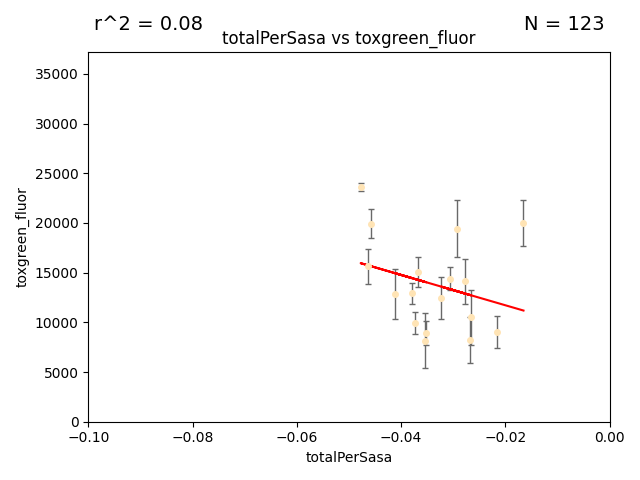 r^2 = 0.08
N = 123
totalPerSasa vs toxgreen_fluor
35000
30000
25000
20000
15000
10000
5000
0
toxgreen_fluor
−0.10
−0.08
−0.06
−0.04
−0.02
0.00
totalPerSasa